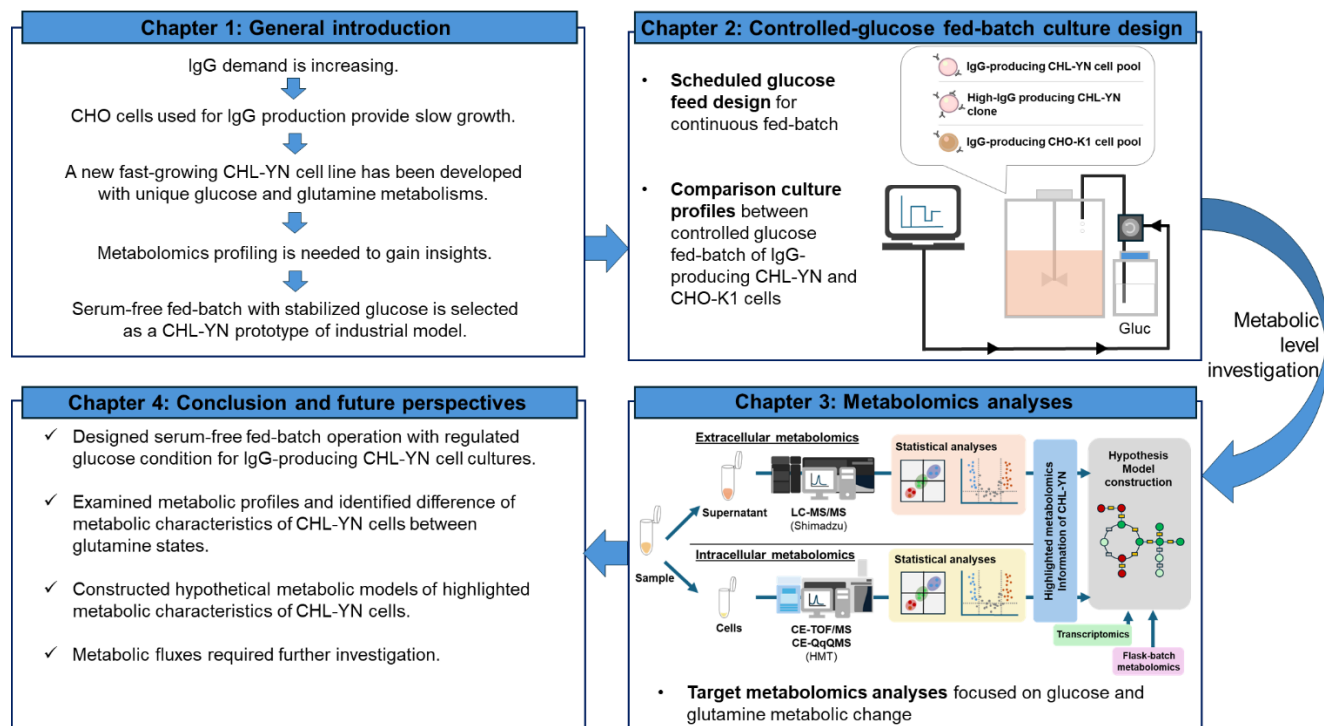 Chapter 1: General introduction
IgG demand is increasing.
CHO cells used for IgG production provide slow growth.
A new fast-growing CHL-YN cell line has been developed
with unique glucose and glutamine metabolisms.
Metabolomics profiling is needed to gain insights.
Serum-free fed-batch with stabilized glucose is selected
as a CHL-YN prototype of industrial model.
Chapter 2: Controlled-glucose fed-batch culture design
• Scheduled glucose
feed design for
continuous fed-batch
• Comparison culture
profiles between
controlled glucose
fed-batch of IgG-
producing CHL-YN and
CHO-K1 cells
IgG-producing CHL-YN cell pool
High-IgG producing CHL-YN
clone
IgG-producing CHO-K1 cell pool
Gluc
Metabolic
level
investigation
Chapter 3: Metabolomics analyses
Extracellular metabolomics
Supernatant
LC-MS/MS
(Shimadzu)
Statistical analyses
Sample
Intracellular metabolomics
Cells
CE-TOF/MS
CE-QqQMS
(HMT)
Statistical analyses
Highlighted metabolomics
Information of CHL-YN
Hypothesis
Model
construction
Transcriptomics
Flask-batch
metabolomics
• Target metabolomics analyses focused on glucose and
glutamine metabolic change
Chapter 4: Conclusion and future perspectives
✓ Designed serum-free fed-batch operation with regulated
glucose condition for IgG-producing CHL-YN cell cultures.
✓ Examined metabolic profiles and identified difference of
metabolic characteristics of CHL-YN cells between
glutamine states.
✓ Constructed hypothetical metabolic models of highlighted
metabolic characteristics of CHL-YN cells.
✓ Metabolic fluxes required further investigation.